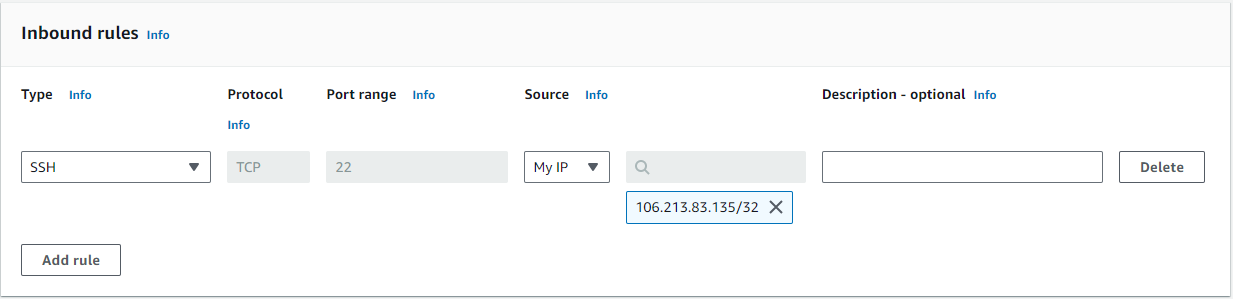 Inbound rules Info
Type Info Protocol Port range Info Source Info Description - optional Info
Info
SSH TCP 22 My IP Delete
106.213.83.135/32
Add rule